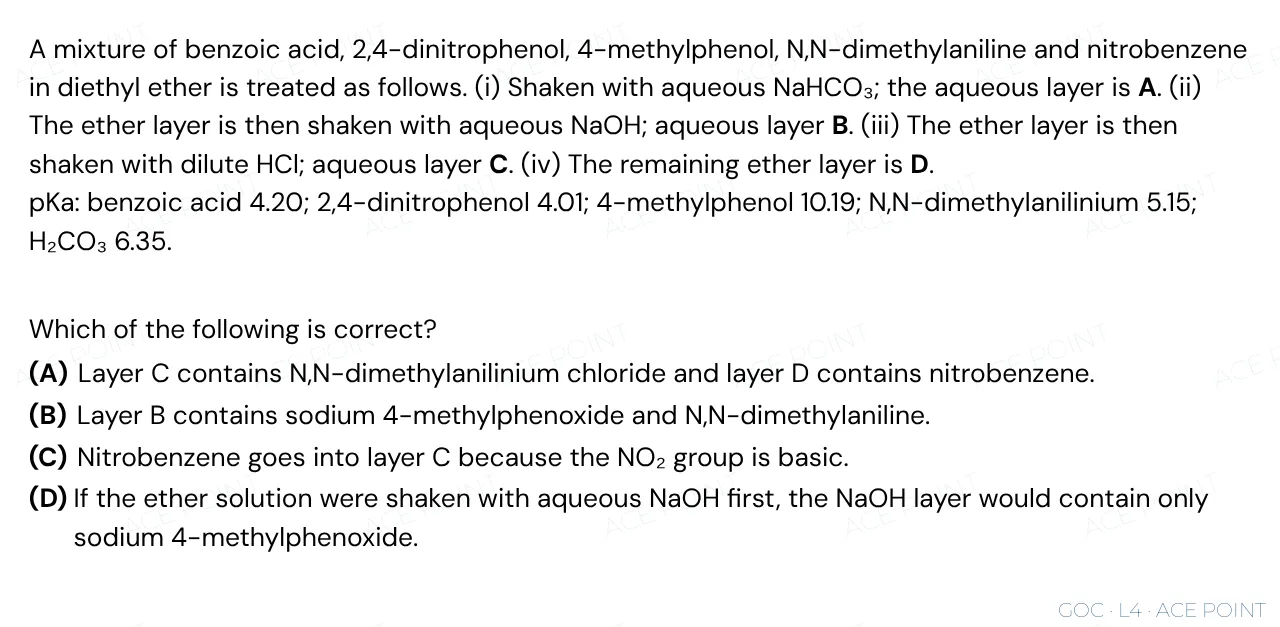 A mixture of benzoic acid, 2,4-dinitrophenol, 4-methylphenol, N,N-dimethylaniline and nitrobenzene
in diethyl ether is treated as follows. (i) Shaken with aqueous NaHCO₃; the aqueous layer is A. (ii)
The ether layer is then shaken with aqueous NaOH; aqueous layer B. (iii) The ether layer is then
shaken with dilute HCl; aqueous layer C. (iv) The remaining ether layer is D.
pKa: benzoic acid 4.20; 2,4-dinitrophenol 4.01; 4-methylphenol 10.19; N,N-dimethylanilinium 5.15;
H₂CO₃ 6.35.
Which of the following is correct?
(A) Layer C contains N,N-dimethylanilinium chloride and layer D contains nitrobenzene.
(B) Layer B contains sodium 4-methylphenoxide and N,N-dimethylaniline.
(C) Nitrobenzene goes into layer C because the NO₂ group is basic.
(D) If the ether solution were shaken with aqueous NaOH first, the NaOH layer would contain only
sodium 4-methylphenoxide.
GOC · L4 · ACE POINT